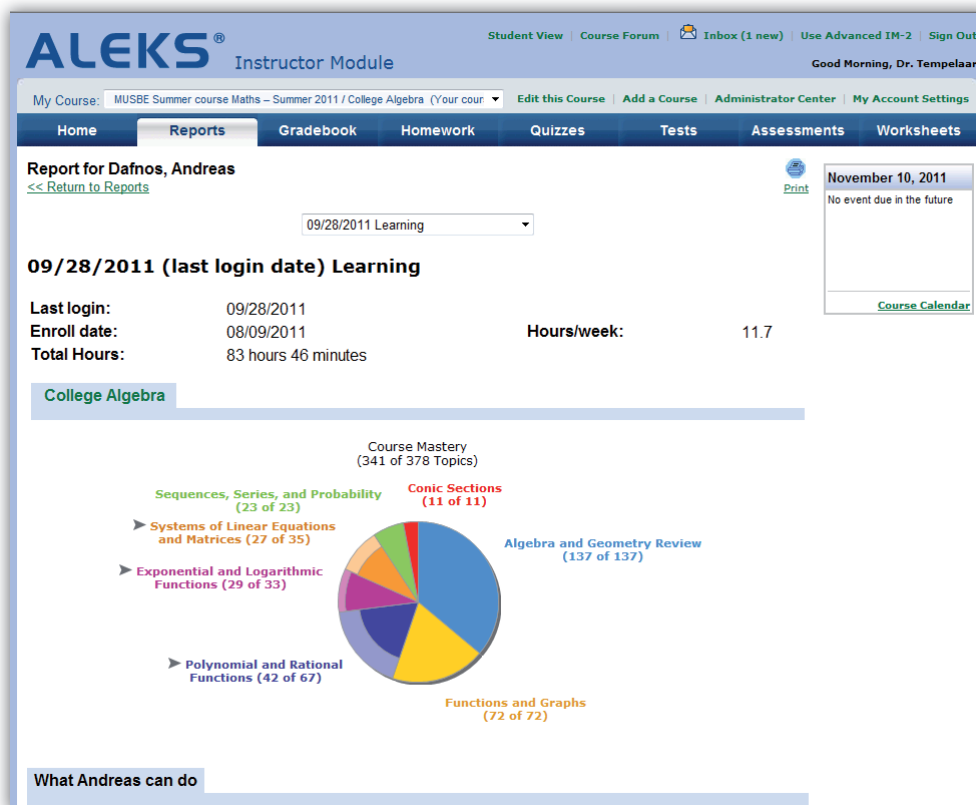 ALEKS®
Instructor Module
Student View | Course Forum | Inbox (1 new) | Use Advanced IM-2 | Sign Out
Good Morning, Dr. Tempelaar
My Course: MUSBE Summer course Maths – Summer 2011 / College Algebra (Your cour
Edit this Course | Add a Course | Administrator Center | My Account Settings
Home Reports Gradebook Homework Quizzes Tests Assessments Worksheets
Report for Dafnos, Andreas
<< Return to Reports
Print
November 10, 2011
No event due in the future
Course Calendar
09/28/2011 Learning
09/28/2011 (last login date) Learning
Last login: 09/28/2011
Enroll date: 08/09/2011 Hours/week: 11.7
Total Hours: 83 hours 46 minutes
College Algebra
Course Mastery
(341 of 378 Topics)
Sequences, Series, and Probability
(23 of 23)
Conic Sections
(11 of 11)
Systems of Linear Equations
and Matrices (27 of 35)
Algebra and Geometry Review
(137 of 137)
Exponential and Logarithmic
Functions (29 of 33)
Polynomial and Rational
Functions (42 of 67)
Functions and Graphs
(72 of 72)
What Andreas can do